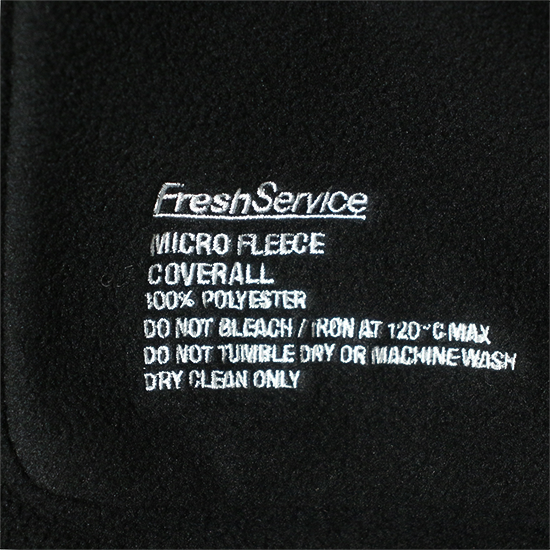 FreshService
MICRO FLEECE
COVERALL
100% POLYESTER
DO NOT BLEACH / IRON AT 120°C MAX
DO NOT TUMBLE DRY OR MACHINE WASH
DRY CLEAN ONLY